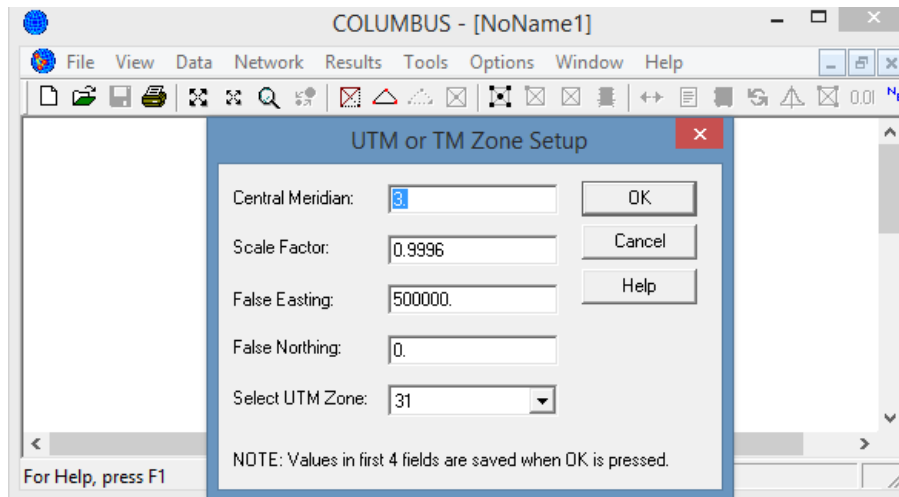 COLUMBUS - [NoName1]
File View Data Network Results Tools Options Window Help
0.01
UTM or TM Zone Setup
Central Meridian: 3.
OK
Scale Factor: 0.9996
Cancel
False Easting: 500000.
Help
False Northing: 0.
Select UTM Zone: 31
NOTE: Values in first 4 fields are saved when OK is pressed.
For Help, press F1